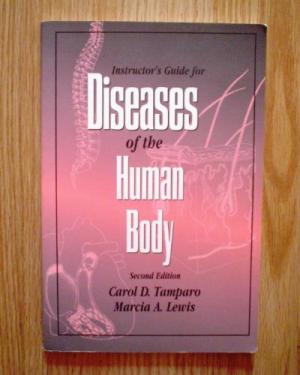 Instructor's Guide for
Diseases
of the
Human
Body
Second Edition
Carol D. Tamparo
Marcia A. Lewis